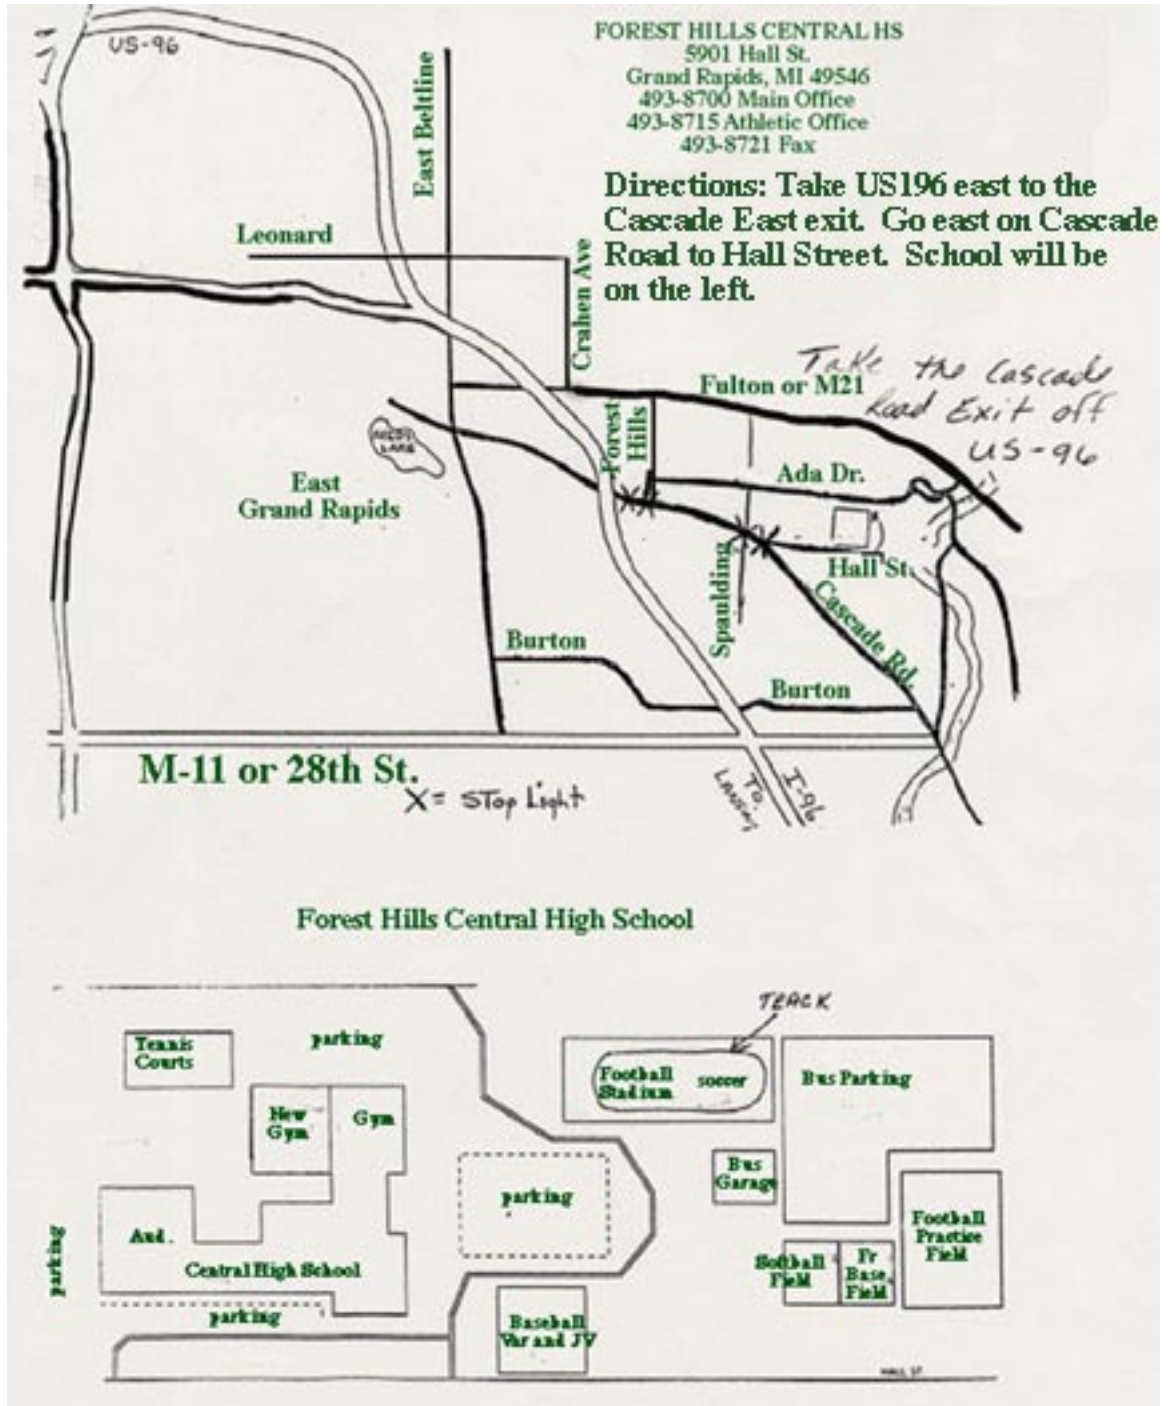 US-96
FOREST HILLS CENTRAL HS
5901 Hall St.
Grand Rapids, MI 49546
493-8700 Main Office
493-8715 Athletic Office
493-8721 Fax
East Beltline
Directions: Take US196 east to the
Cascade East exit. Go east on Cascade
Road to Hall Street. School will be
on the left.
Leonard
Crahen Ave
Take the Cascade
Road Exit off
US-96
Fulton or M21
Forest
Hills
LAKE
East
Grand Rapids
Ada Dr.
Hall St.
Spaulding
Cascade Rd.
Burton
Burton
M-11 or 28th St.
X = STop Light
TO
LANSING
I-96
Forest Hills Central High School
TRACK
Tennis
Courts
parking
Football
Stadium
soccer
Bus Parking
New
Gym
Gym
Bus
Garage
parking
Football
Practice
Field
parking
Aud.
Central High School
Softball
Field
Fr
Base
Field
parking
Baseball
Var and JV
HALL ST.